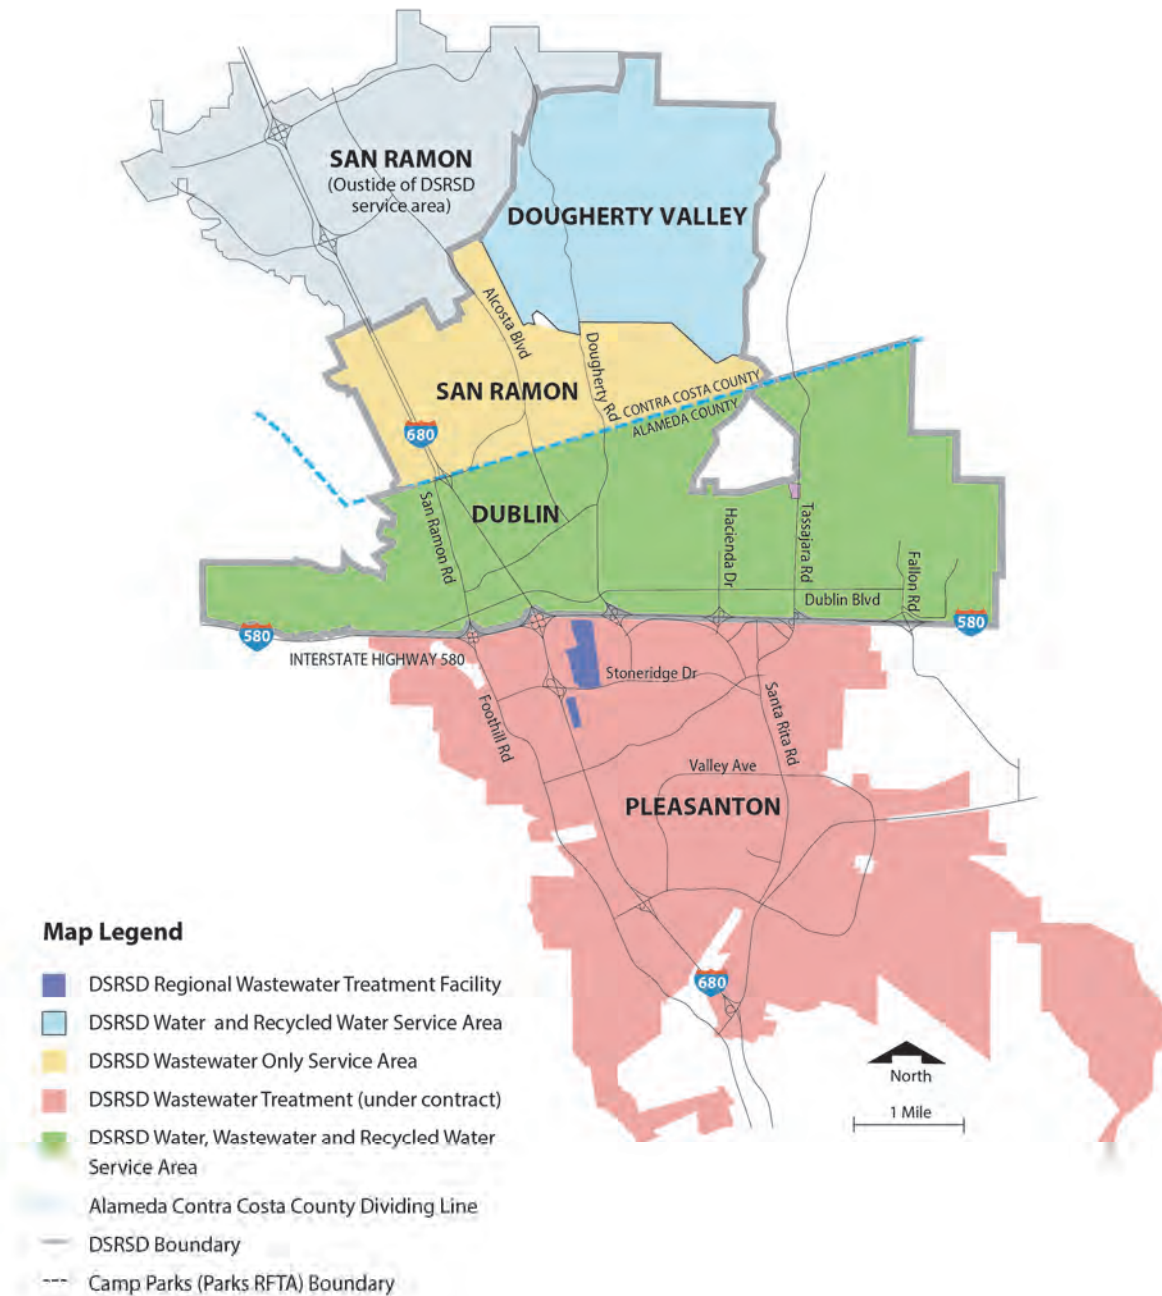 SAN RAMON
(Oustide of DSRSD
service area)
DOUGHERTY VALLEY
Alcosta Blvd
Dougherty Rd
SAN RAMON
CONTRA COSTA COUNTY
ALAMEDA COUNTY
680
San Ramon Rd
DUBLIN
Hacienda Dr
Tassajara Rd
Fallon Rd
Dublin Blvd
580
580
INTERSTATE HIGHWAY 580
Stoneridge Dr
Foothill Rd
Santa Rita Rd
Valley Ave
PLEASANTON
680
North
1 Mile
Map Legend
DSRSD Regional Wastewater Treatment Facility
DSRSD Water and Recycled Water Service Area
DSRSD Wastewater Only Service Area
DSRSD Wastewater Treatment (under contract)
DSRSD Water, Wastewater and Recycled Water
Service Area
Alameda Contra Costa County Dividing Line
DSRSD Boundary
Camp Parks (Parks RFTA) Boundary